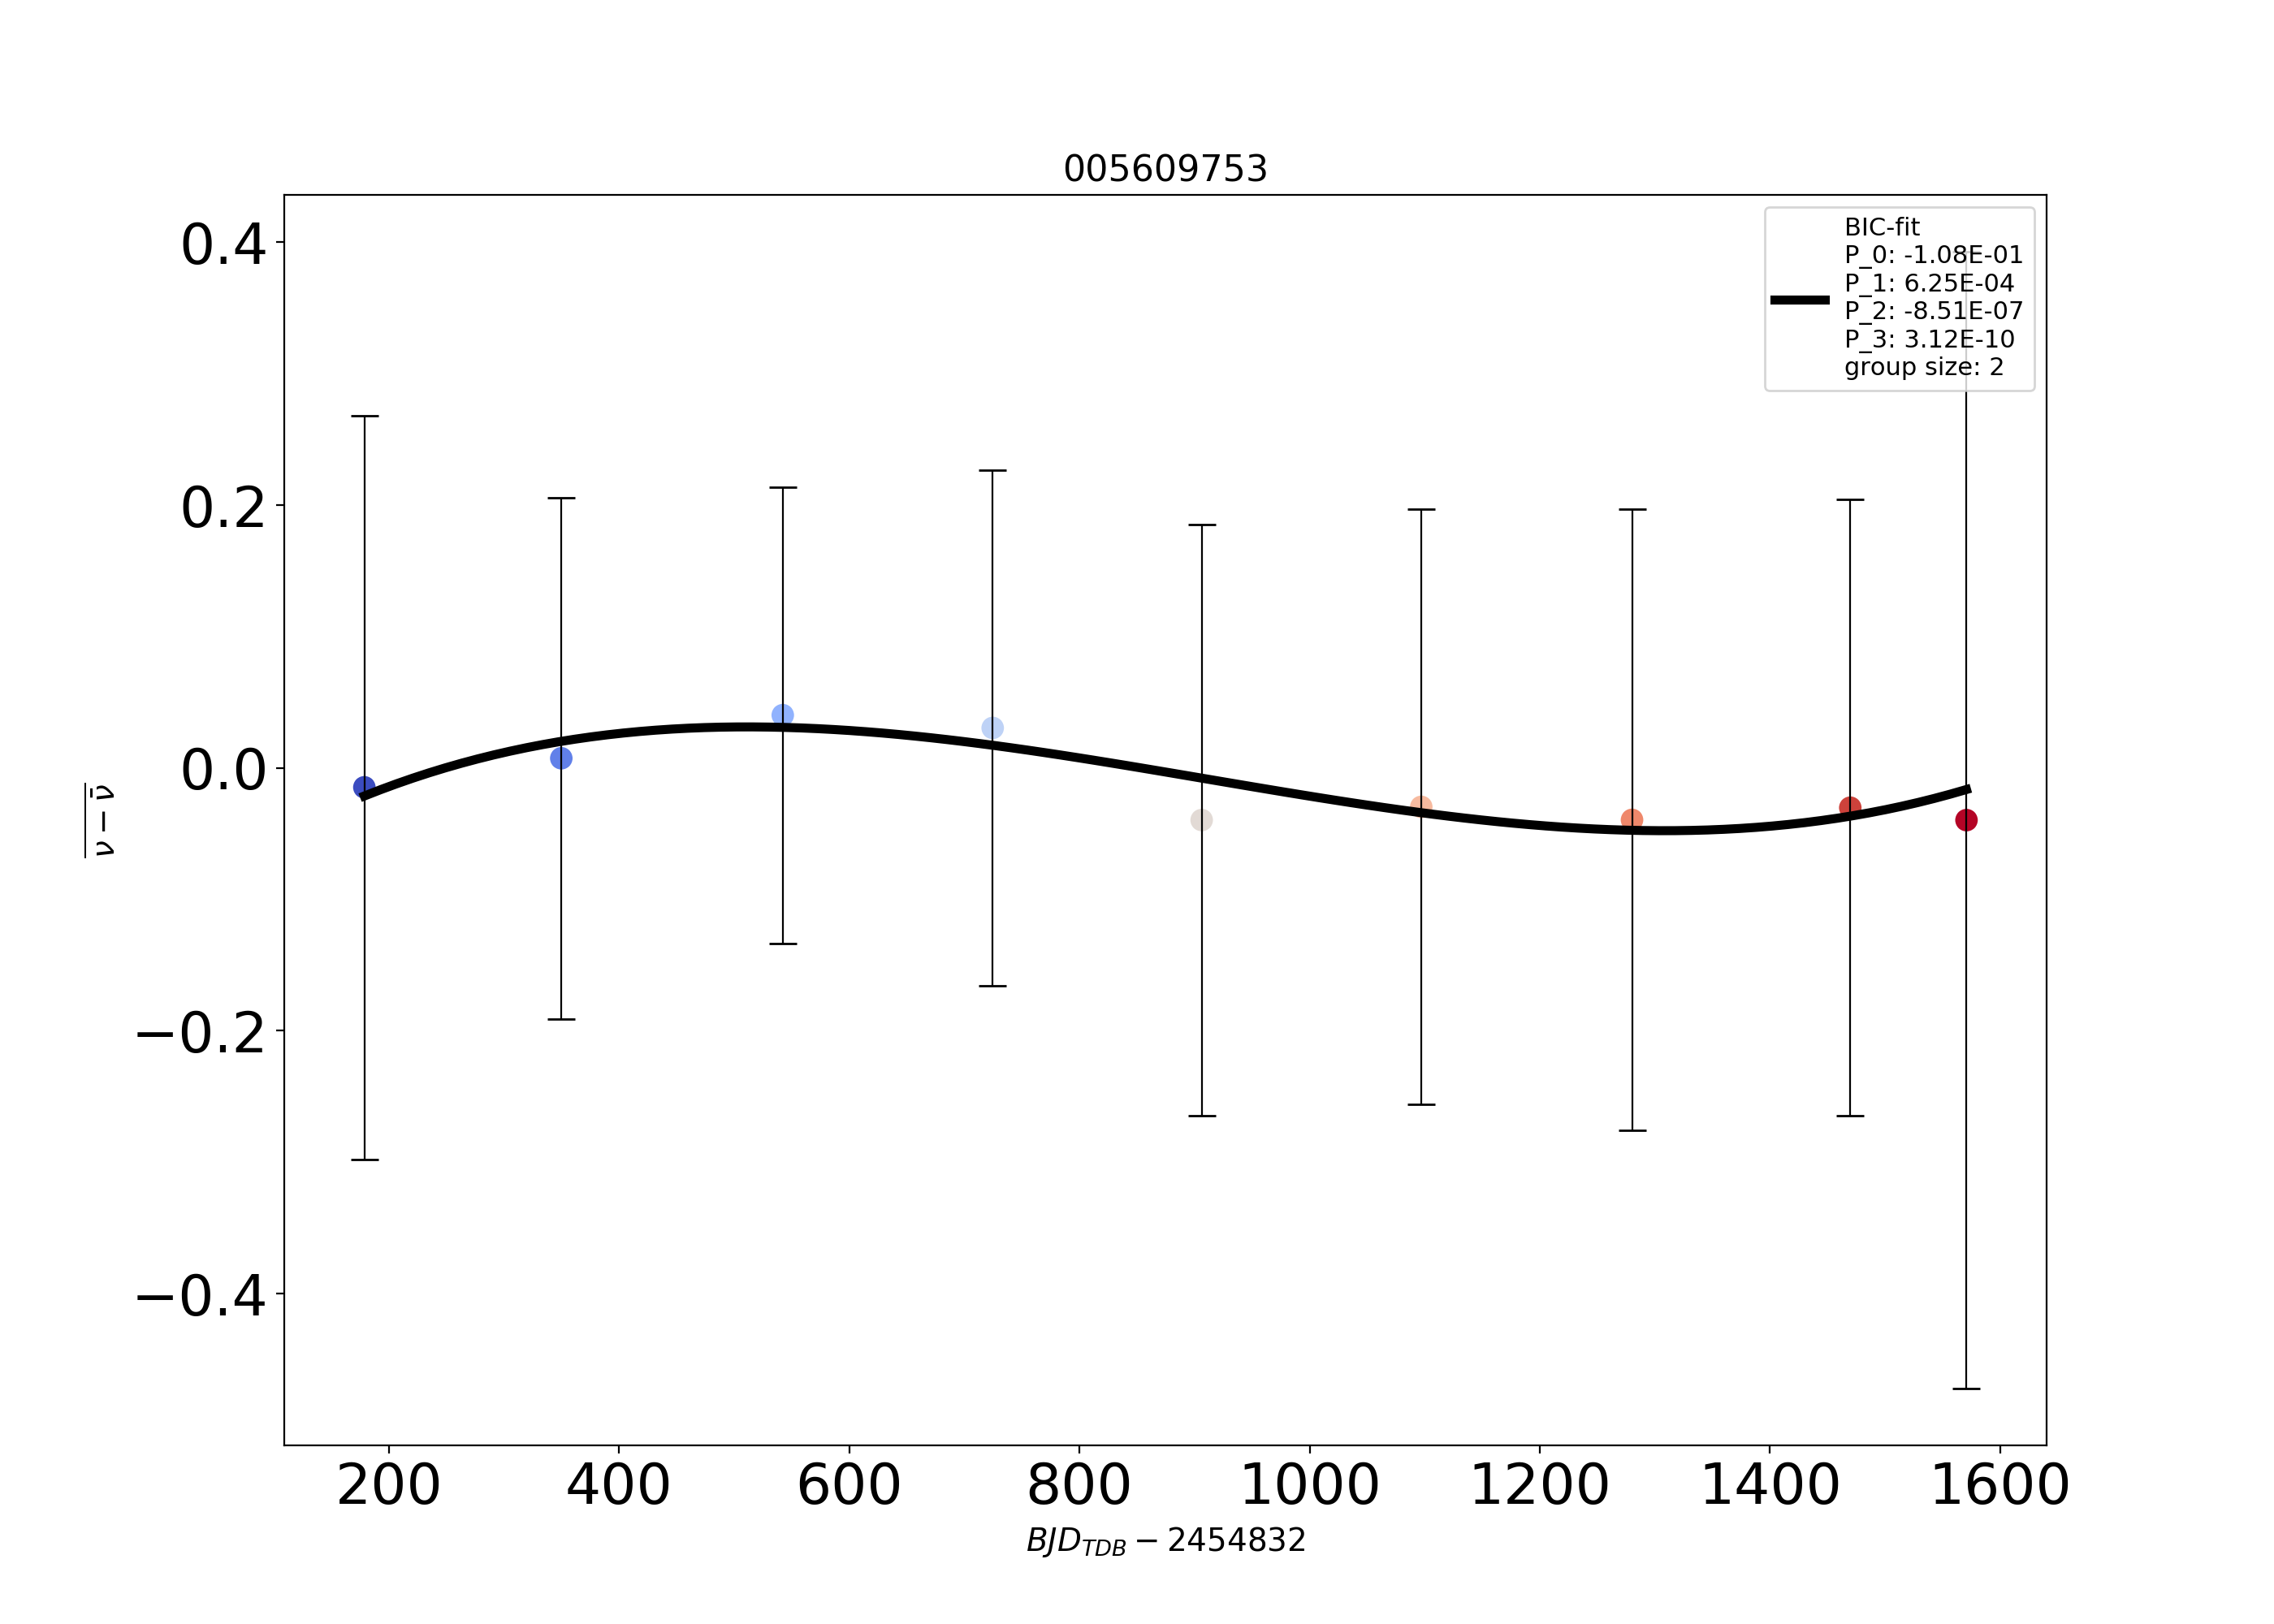 005609753
BIC-fit
P_0: -1.08E-01
P_1: 6.25E-04
P_2: -8.51E-07
P_3: 3.12E-10
group size: 2
0.4
0.2
0.0
−0.2
−0.4
ν − ν̄
200 400 600 800 1000 1200 1400 1600
BJD_TDB − 2454832